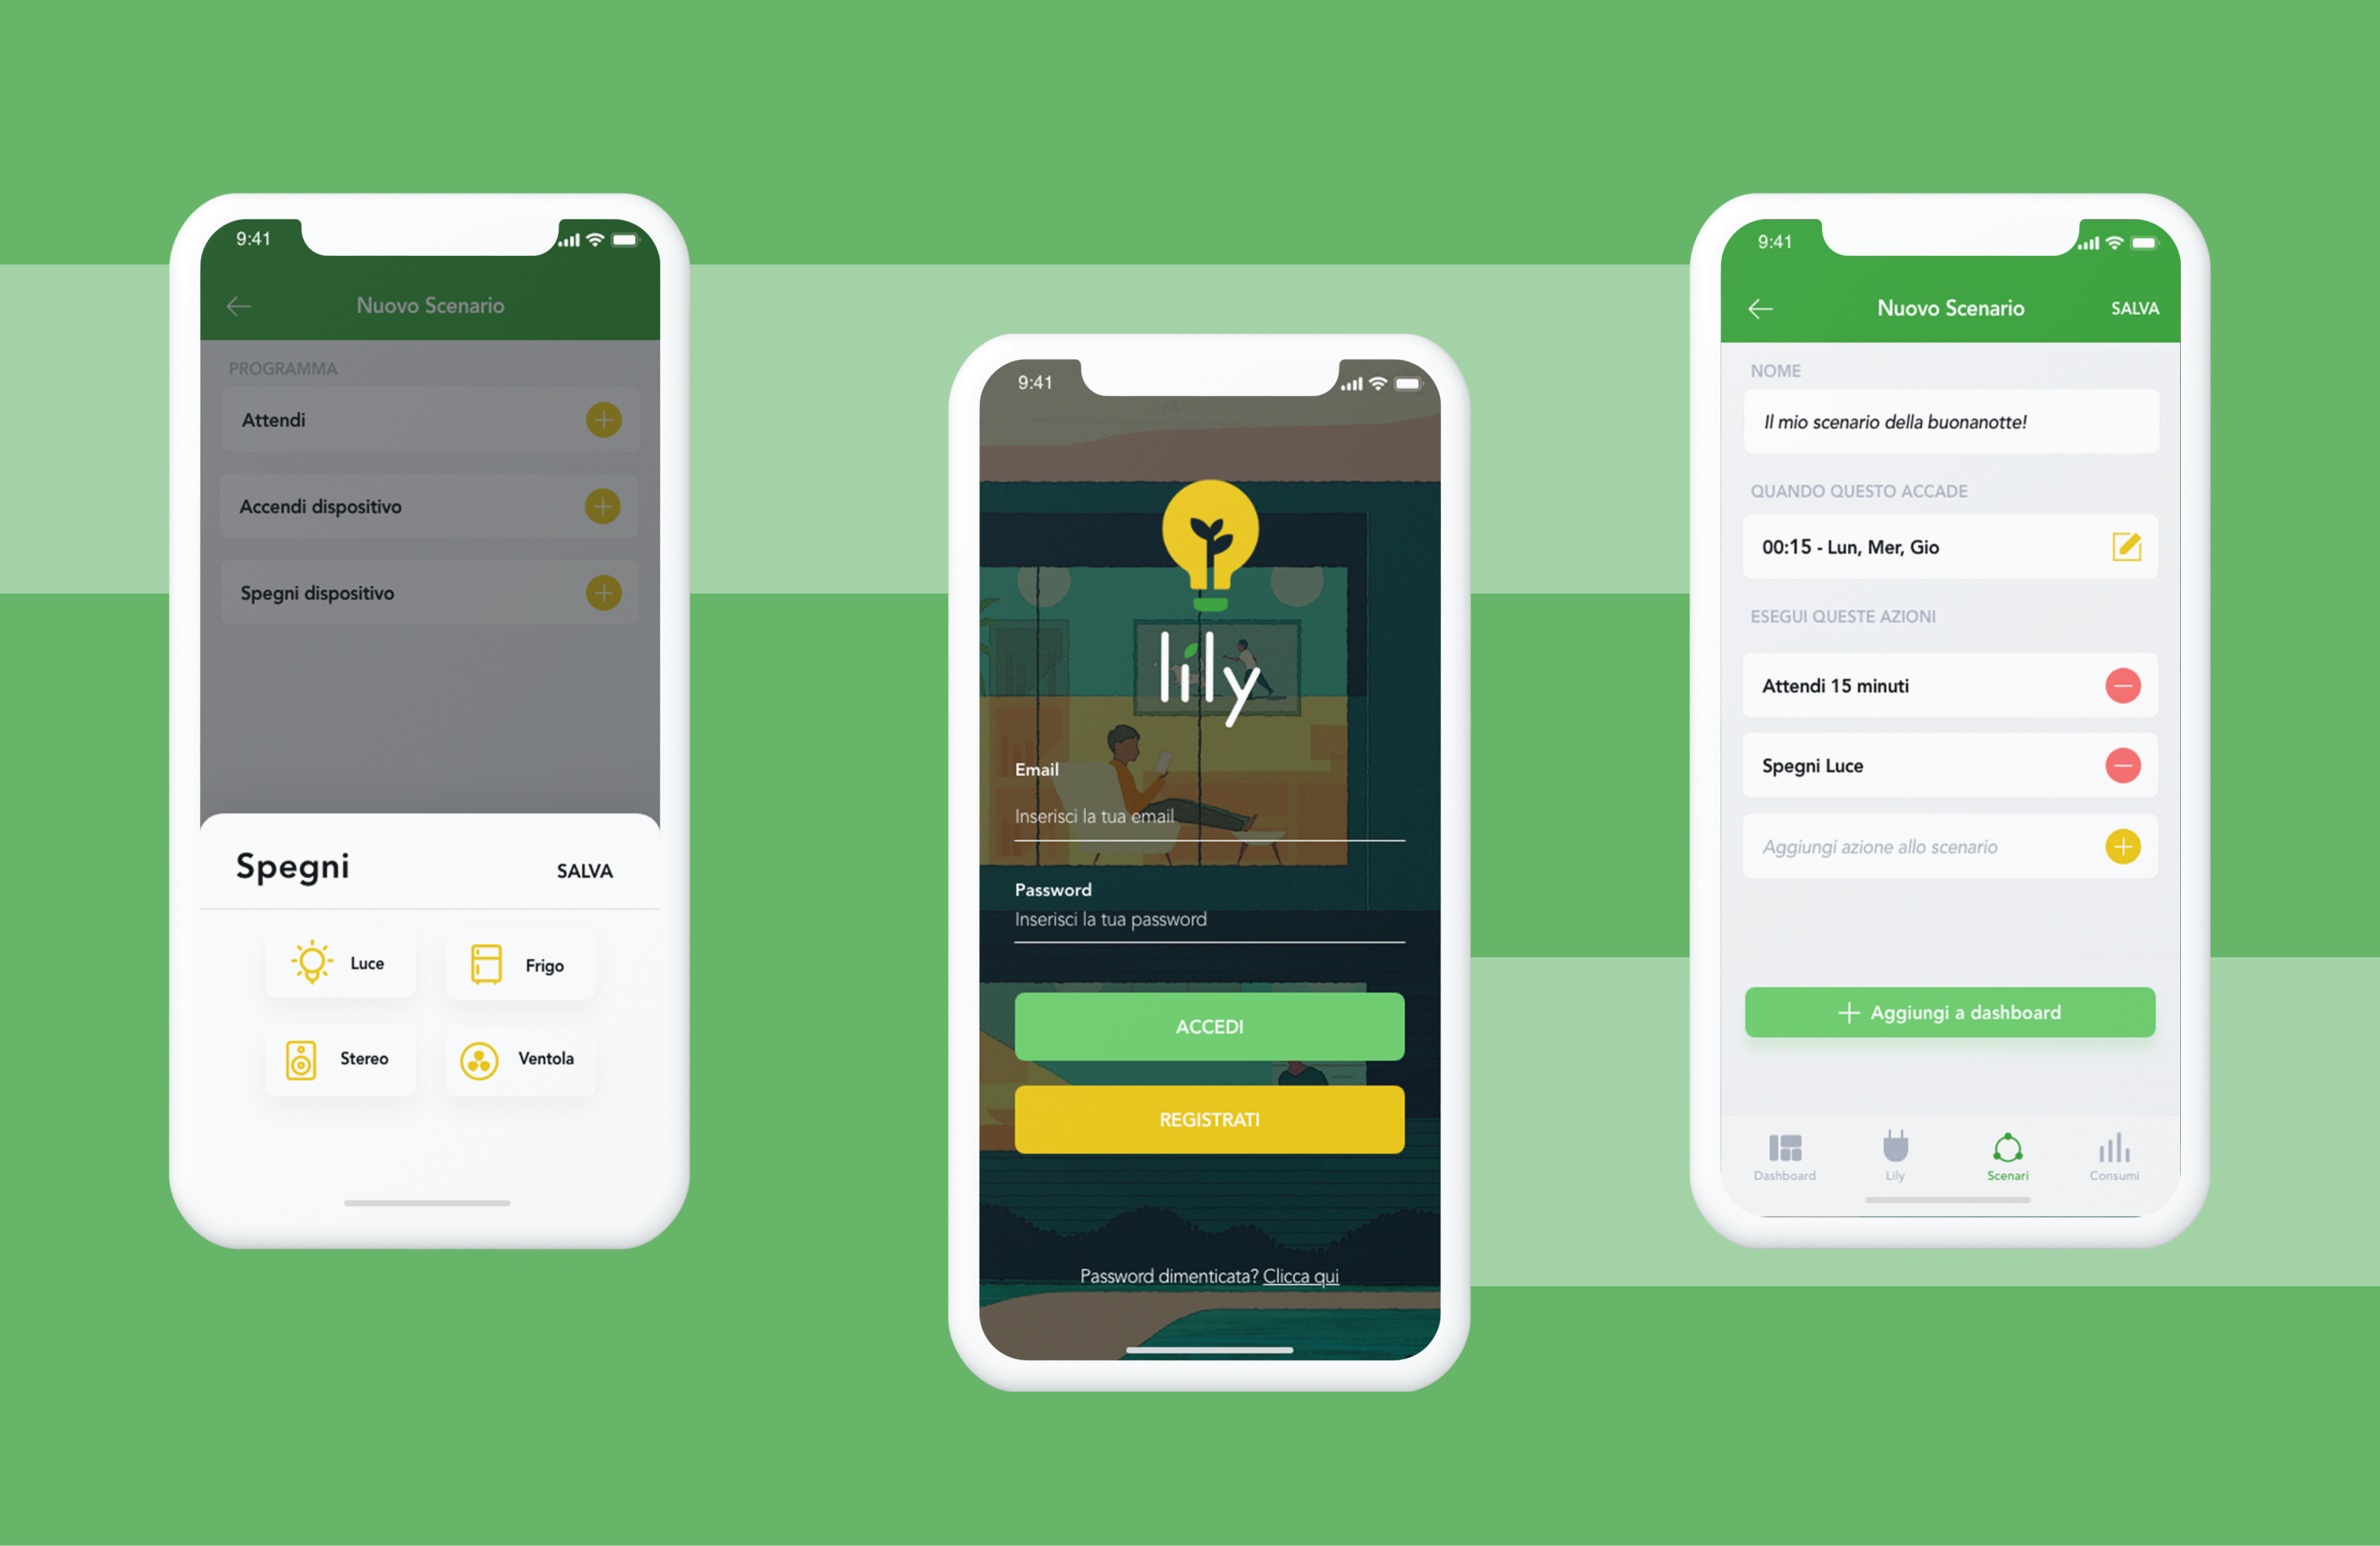 9:41
Nuovo Scenario
PROGRAMMA
Attendi
Accendi dispositivo
Spegni dispositivo
Spegni
SALVA
Luce
Frigo
Stereo
Ventola
9:41
lily
Email
Inserisci la tua email
Password
Inserisci la tua password
ACCEDI
REGISTRATI
Password dimenticata? Clicca qui
9:41
Nuovo Scenario
SALVA
NOME
Il mio scenario della buonanotte!
QUANDO QUESTO ACCADE
00:15 - Lun, Mer, Gio
ESEGUI QUESTE AZIONI
Attendi 15 minuti
Spegni Luce
Aggiungi azione allo scenario
Aggiungi a dashboard
Dashboard
Lily
Scenari
Consumi